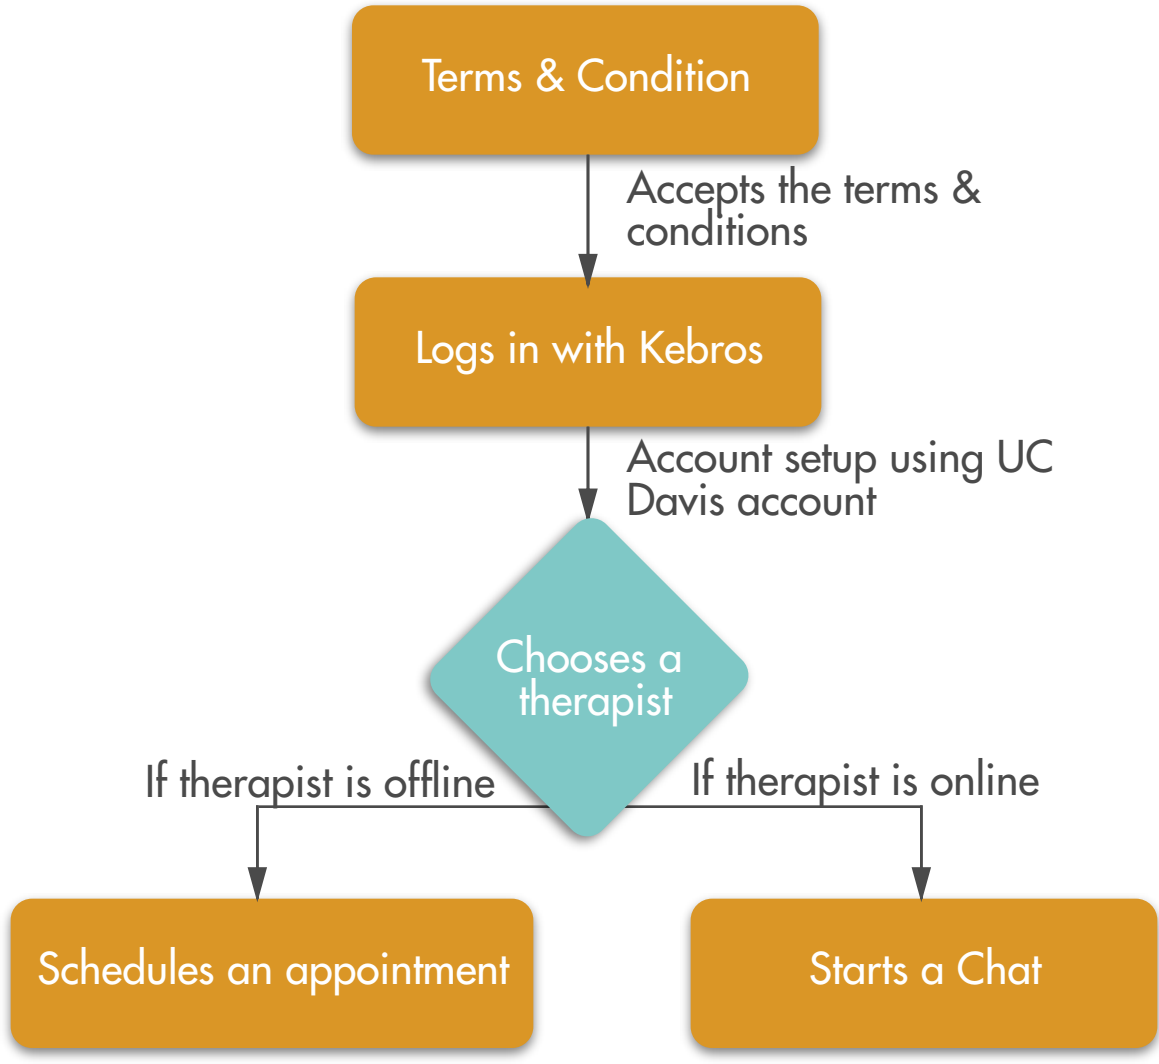 Terms & Condition
Accepts the terms &
conditions
Logs in with Kebros
Account setup using UC
Davis account
Chooses a
therapist
If therapist is offline
If therapist is online
Schedules an appointment
Starts a Chat